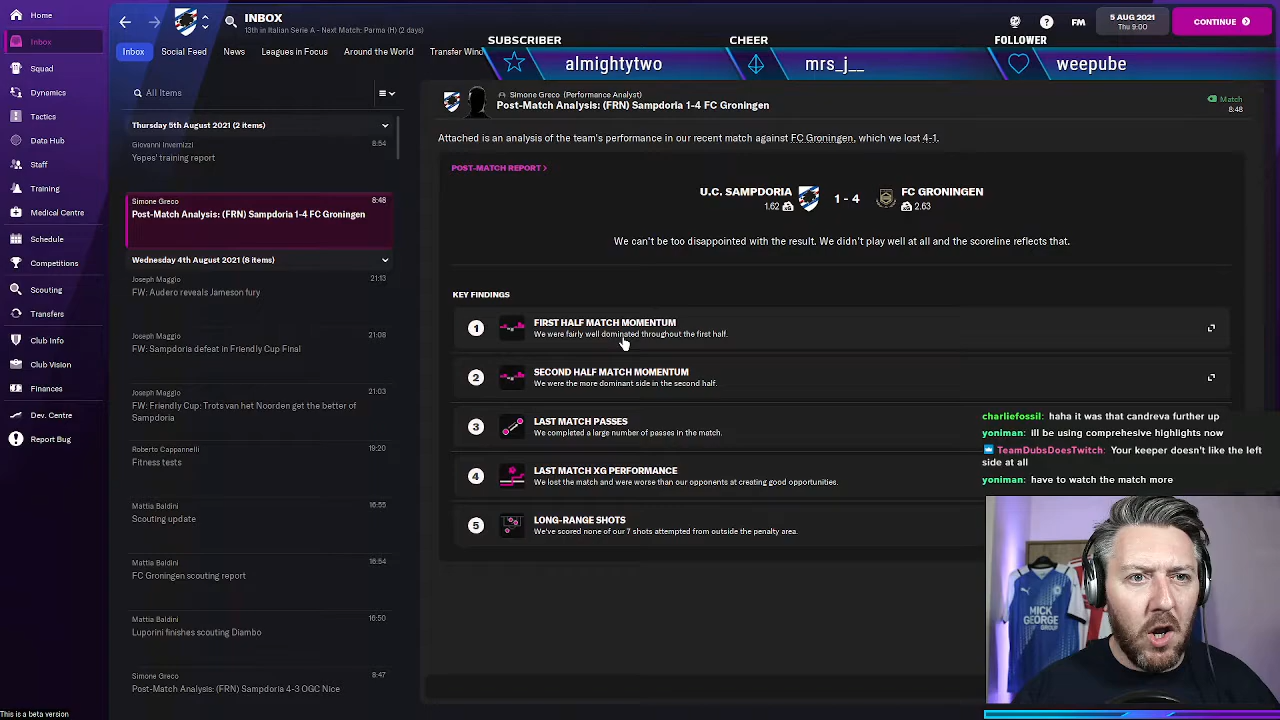 Home
Inbox
Squad
Dynamics
Tactics
Data Hub
Staff
Training
Medical Centre
Schedule
Competitions
Scouting
Transfers
Club Info
Club Vision
Finances
Dev. Centre
Report Bug
This is a beta version
INBOX
13th in Italian Serie A - Next Match: Parma (H) (2 days)
FM
5 AUG 2021
Thu 9:00
CONTINUE
Inbox
Social Feed
News
Leagues in Focus
Around the World
Transfer Wind
SUBSCRIBER
almightytwo
CHEER
mrs_j__
FOLLOWER
weepube
All Items
Thursday 5th August 2021 (2 items)
Giovanni Invernizzi
8:54
Yepes' training report
Simone Greco
8:48
Post-Match Analysis: (FRN) Sampdoria 1-4 FC Groningen
Wednesday 4th August 2021 (8 items)
Joseph Maggio
21:13
FW: Audero reveals Jameson fury
Joseph Maggio
21:08
FW: Sampdoria defeat in Friendly Cup Final
Joseph Maggio
21:03
FW: Friendly Cup: Trots van het Noorden get the better of
Sampdoria
Roberto Cappannelli
19:20
Fitness tests
Mattia Baldini
16:55
Scouting update
Mattia Baldini
16:54
FC Groningen scouting report
Mattia Baldini
16:50
Luporini finishes scouting Diambo
Simone Greco
8:47
Post-Match Analysis: (FRN) Sampdoria 4-3 OGC Nice
Simone Greco (Performance Analyst)
Post-Match Analysis: (FRN) Sampdoria 1-4 FC Groningen
Match
8:48
Attached is an analysis of the team's performance in our recent match against FC Groningen, which we lost 4-1.
POST-MATCH REPORT >
U.C. SAMPDORIA
1.62
1 - 4
FC GRONINGEN
2.63
We can't be too disappointed with the result. We didn't play well at all and the scoreline reflects that.
KEY FINDINGS
1
FIRST HALF MATCH MOMENTUM
We were fairly well dominated throughout the first half.
2
SECOND HALF MATCH MOMENTUM
We were the more dominant side in the second half.
3
LAST MATCH PASSES
We completed a large number of passes in the match.
4
LAST MATCH XG PERFORMANCE
We lost the match and were worse than our opponents at creating good opportunities.
5
LONG-RANGE SHOTS
We've scored none of our 7 shots attempted from outside the penalty area.
charliefossil: haha it was that candreva further up
yoniman: ill be using comprehesive highlights now
TeamDubsDoesTwitch: Your keeper doesn't like the left
side at all
yoniman: have to watch the match more
MICK
GEORGE
GROUP